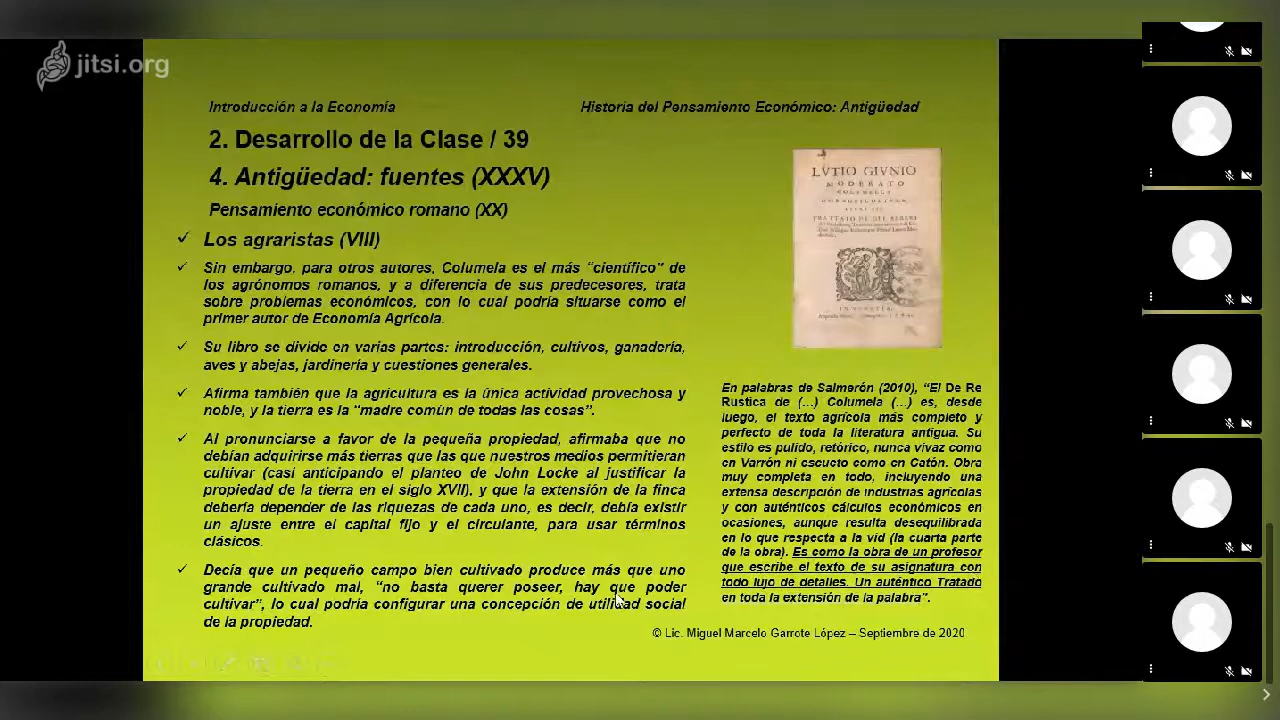 jitsi.org
Introducción a la Economía
Historia del Pensamiento Económico: Antigüedad
2. Desarrollo de la Clase / 39
4. Antigüedad: fuentes (XXXV)
Pensamiento económico romano (XX)
✓ Los agraristas (VIII)
✓ Sin embargo, para otros autores, Columela es el más “científico” de
los agrónomos romanos, y a diferencia de sus predecesores, trata
sobre problemas económicos, con lo cual podría situarse como el
primer autor de Economía Agrícola.
✓ Su libro se divide en varias partes: introducción, cultivos, ganadería,
aves y abejas, jardinería y cuestiones generales.
✓ Afirma también que la agricultura es la única actividad provechosa y
noble, y la tierra es la “madre común de todas las cosas”.
✓ Al pronunciarse a favor de la pequeña propiedad, afirmaba que no
debían adquirirse más tierras que las que nuestros medios permitieran
cultivar (casi anticipando el planteo de John Locke al justificar la
propiedad de la tierra en el siglo XVII), y que la extensión de la finca
debería depender de las riquezas de cada uno, es decir, debía existir
un ajuste entre el capital fijo y el circulante, para usar términos
clásicos.
✓ Decía que un pequeño campo bien cultivado produce más que uno
grande cultivado mal, “no basta querer poseer, hay que poder
cultivar”, lo cual podría configurar una concepción de utilidad social
de la propiedad.
LVTIO GIVNIO
MODERATO
COLVMELLA
En palabras de Salmerón (2010), “El De Re
Rustica de (...) Columela (...) es, desde
luego, el texto agrícola más completo y
perfecto de toda la literatura antigua. Su
estilo es pulido, retórico, nunca vivaz como
en Varrón ni escueto como en Catón. Obra
muy completa en todo, incluyendo una
extensa descripción de industrias agrícolas
y con auténticos cálculos económicos en
ocasiones, aunque resulta desequilibrada
en lo que respecta a la vid (la cuarta parte
de la obra). Es como la obra de un profesor
que escribe el texto de su asignatura con
todo lujo de detalles. Un auténtico Tratado
en toda la extensión de la palabra”.
© Lic. Miguel Marcelo Garrote López – Septiembre de 2020